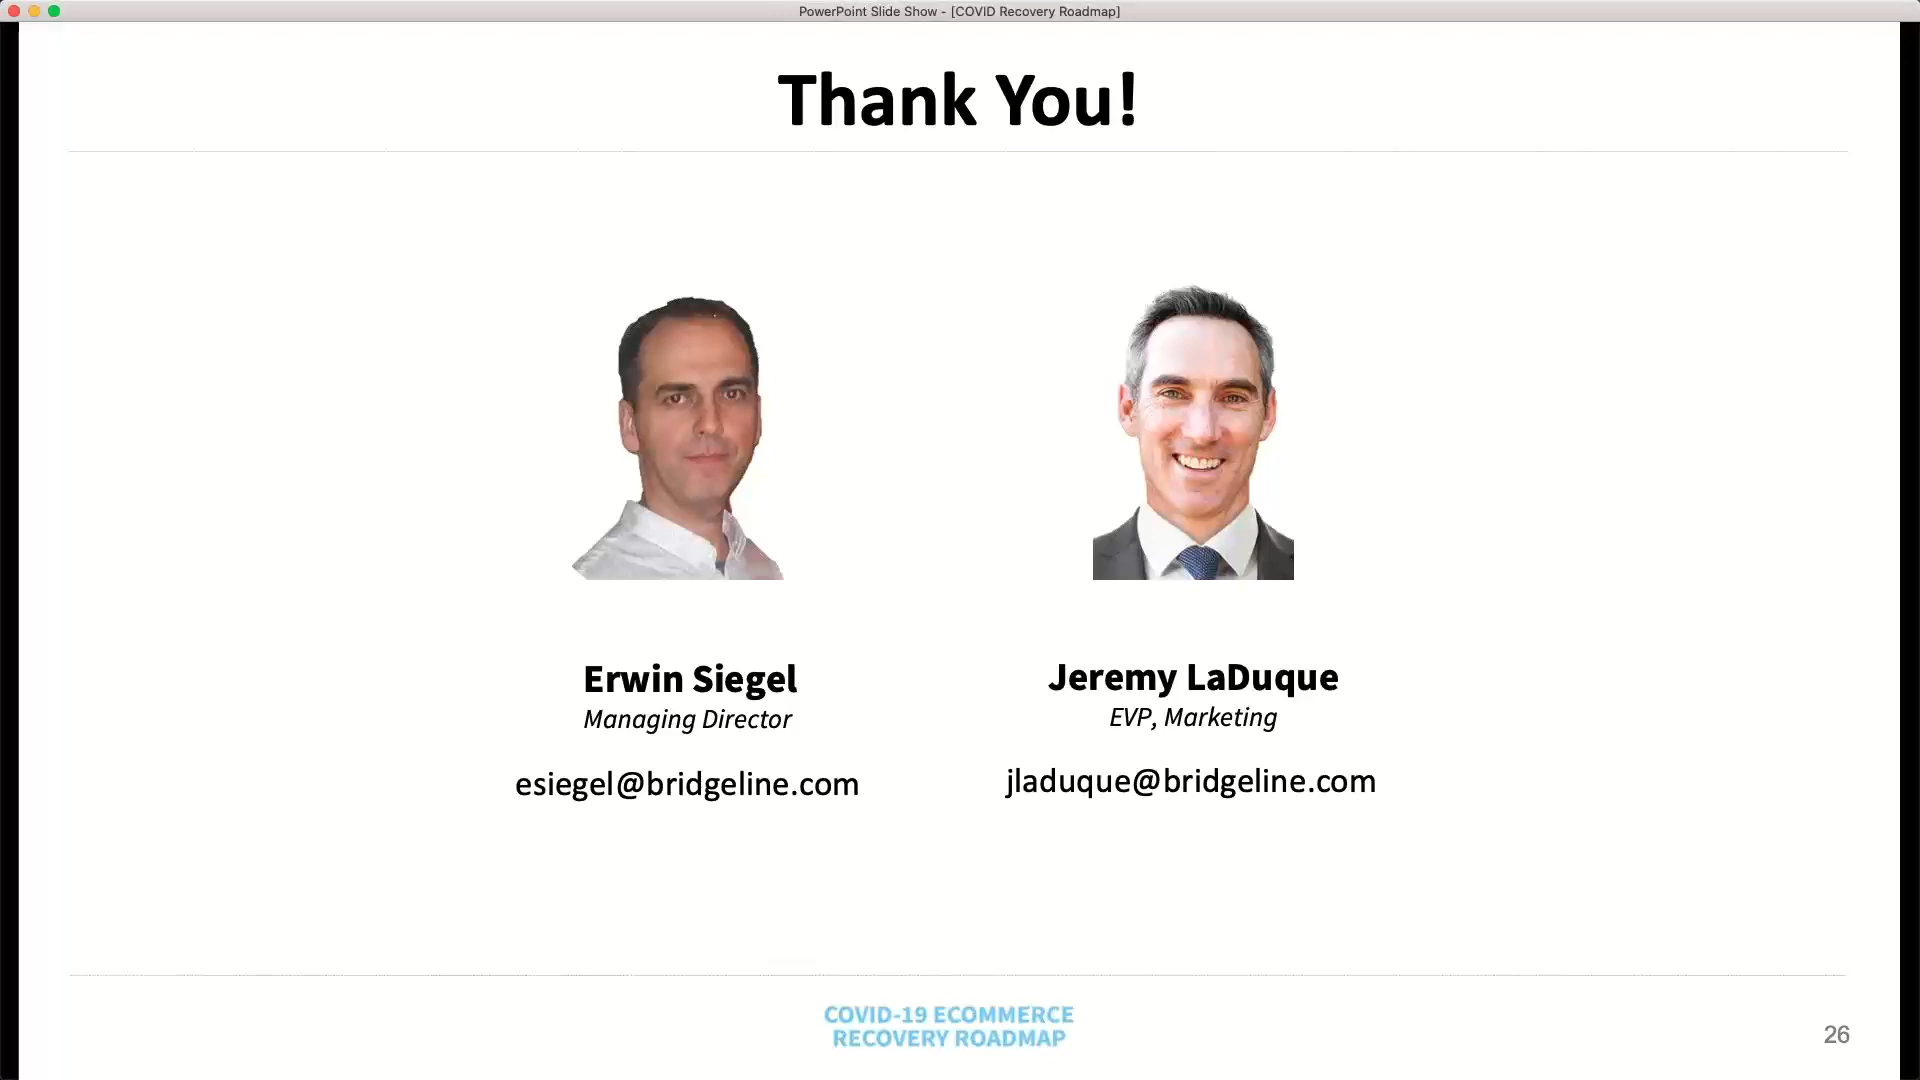 PowerPoint Slide Show - [COVID Recovery Roadmap]
Thank You!
Erwin Siegel
Managing Director
esiegel@bridgeline.com
Jeremy LaDuque
EVP, Marketing
jladuque@bridgeline.com
COVID-19 ECOMMERCE
RECOVERY ROADMAP
26